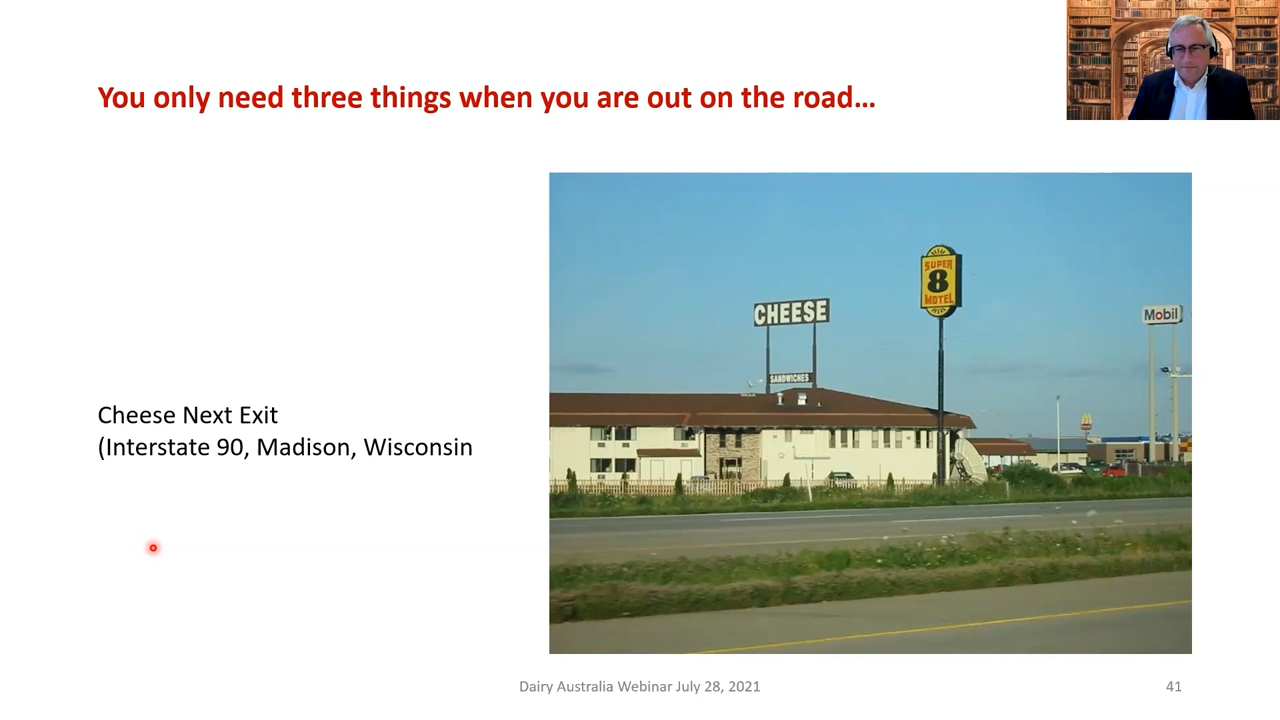 You only need three things when you are out on the road...
CHEESE
SANDWICHES
SUPER
8
MOTEL
Mobil
Cheese Next Exit
(Interstate 90, Madison, Wisconsin
Dairy Australia Webinar July 28, 2021
41